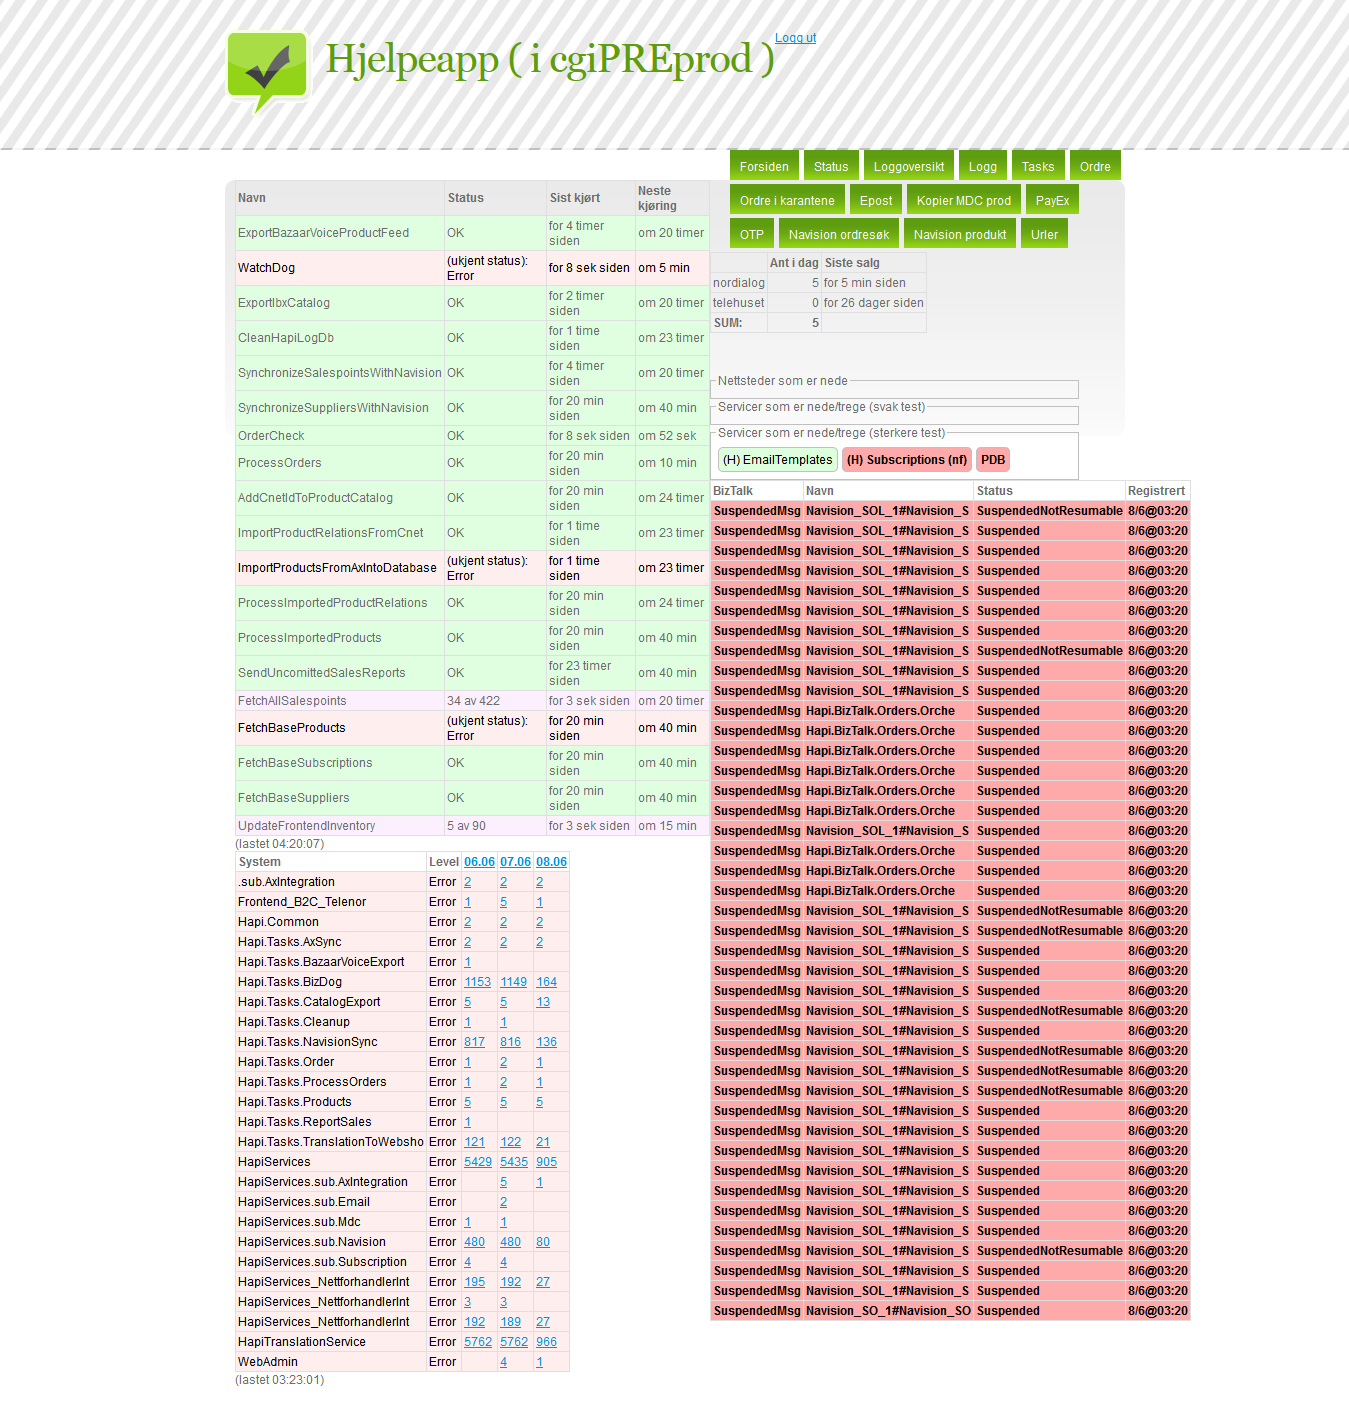 Hjelpeapp ( i cgiPREprod )
Logg ut
Forsiden Status Loggoversikt Logg Tasks Ordre
Ordre i karantene Epost Kopier MDC prod PayEx
OTP Navision ordresøk Navision produkt Urler
Navn Status Sist kjørt Neste kjøring
ExportBazaarVoiceProductFeed OK for 4 timer siden om 20 timer
WatchDog (ukjent status): Error for 8 sek siden om 5 min
ExportIbxCatalog OK for 2 timer siden om 20 timer
CleanHapiLogDb OK for 1 time siden om 23 timer
SynchronizeSalespointsWithNavision OK for 4 timer siden om 20 timer
SynchronizeSuppliersWithNavision OK for 20 min siden om 40 min
OrderCheck OK for 8 sek siden om 52 sek
ProcessOrders OK for 20 min siden om 10 min
AddCnetIdToProductCatalog OK for 20 min siden om 24 timer
ImportProductRelationsFromCnet OK for 1 time siden om 23 timer
ImportProductsFromAxIntoDatabase (ukjent status): Error for 1 time siden om 23 timer
ProcessImportedProductRelations OK for 20 min siden om 24 timer
ProcessImportedProducts OK for 20 min siden om 40 min
SendUncomittedSalesReports OK for 23 timer siden om 40 min
FetchAllSalespoints 34 av 422 for 3 sek siden om 20 timer
FetchBaseProducts (ukjent status): Error for 20 min siden om 40 min
FetchBaseSubscriptions OK for 20 min siden om 40 min
FetchBaseSuppliers OK for 20 min siden om 40 min
UpdateFrontendInventory 5 av 90 for 3 sek siden om 15 min
(lastet 04:20:07)
System Level 06.06 07.06 08.06
.sub.AxIntegration Error 2 2 2
Frontend_B2C_Telenor Error 1 5 1
Hapi.Common Error 2 2 2
Hapi.Tasks.AxSync Error 2 2 2
Hapi.Tasks.BazaarVoiceExport Error 1
Hapi.Tasks.BizDog Error 1153 1149 164
Hapi.Tasks.CatalogExport Error 5 5 13
Hapi.Tasks.Cleanup Error 1 1
Hapi.Tasks.NavisionSync Error 817 816 136
Hapi.Tasks.Order Error 1 2 1
Hapi.Tasks.ProcessOrders Error 1 2 1
Hapi.Tasks.Products Error 5 5 5
Hapi.Tasks.ReportSales Error 1
Hapi.Tasks.TranslationToWebsho Error 121 122 21
HapiServices Error 5429 5435 905
HapiServices.sub.AxIntegration Error 5 1
HapiServices.sub.Email Error 2
HapiServices.sub.Mdc Error 1 1
HapiServices.sub.Navision Error 480 480 80
HapiServices.sub.Subscription Error 4 4
HapiServices_NettforhandlerInt Error 195 192 27
HapiServices_NettforhandlerInt Error 3 3
HapiServices_NettforhandlerInt Error 192 189 27
HapiTranslationService Error 5762 5762 966
WebAdmin Error 4 1
(lastet 03:23:01)
Ant i dag Siste salg
nordialog 5 for 5 min siden
telehuset 0 for 26 dager siden
SUM: 5
Nettsteder som er nede
Servicer som er nede/trege (svak test)
Servicer som er nede/trege (sterkere test)
(H) EmailTemplates (H) Subscriptions (nf) PDB
BizTalk Navn Status Registrert
SuspendedMsg Navision_SOL_1#Navision_S SuspendedNotResumable 8/6@03:20
SuspendedMsg Navision_SOL_1#Navision_S Suspended 8/6@03:20
SuspendedMsg Navision_SOL_1#Navision_S Suspended 8/6@03:20
SuspendedMsg Navision_SOL_1#Navision_S Suspended 8/6@03:20
SuspendedMsg Navision_SOL_1#Navision_S Suspended 8/6@03:20
SuspendedMsg Navision_SOL_1#Navision_S Suspended 8/6@03:20
SuspendedMsg Navision_SOL_1#Navision_S Suspended 8/6@03:20
SuspendedMsg Navision_SOL_1#Navision_S SuspendedNotResumable 8/6@03:20
SuspendedMsg Navision_SOL_1#Navision_S Suspended 8/6@03:20
SuspendedMsg Navision_SOL_1#Navision_S Suspended 8/6@03:20
SuspendedMsg Hapi.BizTalk.Orders.Orche Suspended 8/6@03:20
SuspendedMsg Hapi.BizTalk.Orders.Orche Suspended 8/6@03:20
SuspendedMsg Hapi.BizTalk.Orders.Orche Suspended 8/6@03:20
SuspendedMsg Hapi.BizTalk.Orders.Orche Suspended 8/6@03:20
SuspendedMsg Hapi.BizTalk.Orders.Orche Suspended 8/6@03:20
SuspendedMsg Hapi.BizTalk.Orders.Orche Suspended 8/6@03:20
SuspendedMsg Navision_SOL_1#Navision_S Suspended 8/6@03:20
SuspendedMsg Hapi.BizTalk.Orders.Orche Suspended 8/6@03:20
SuspendedMsg Hapi.BizTalk.Orders.Orche Suspended 8/6@03:20
SuspendedMsg Hapi.BizTalk.Orders.Orche Suspended 8/6@03:20
SuspendedMsg Navision_SOL_1#Navision_S SuspendedNotResumable 8/6@03:20
SuspendedMsg Navision_SOL_1#Navision_S SuspendedNotResumable 8/6@03:20
SuspendedMsg Navision_SOL_1#Navision_S Suspended 8/6@03:20
SuspendedMsg Navision_SOL_1#Navision_S Suspended 8/6@03:20
SuspendedMsg Navision_SOL_1#Navision_S Suspended 8/6@03:20
SuspendedMsg Navision_SOL_1#Navision_S SuspendedNotResumable 8/6@03:20
SuspendedMsg Navision_SOL_1#Navision_S Suspended 8/6@03:20
SuspendedMsg Navision_SOL_1#Navision_S SuspendedNotResumable 8/6@03:20
SuspendedMsg Navision_SOL_1#Navision_S SuspendedNotResumable 8/6@03:20
SuspendedMsg Navision_SOL_1#Navision_S SuspendedNotResumable 8/6@03:20
SuspendedMsg Navision_SOL_1#Navision_S Suspended 8/6@03:20
SuspendedMsg Navision_SOL_1#Navision_S Suspended 8/6@03:20
SuspendedMsg Navision_SOL_1#Navision_S Suspended 8/6@03:20
SuspendedMsg Navision_SOL_1#Navision_S Suspended 8/6@03:20
SuspendedMsg Navision_SOL_1#Navision_S Suspended 8/6@03:20
SuspendedMsg Navision_SOL_1#Navision_S Suspended 8/6@03:20
SuspendedMsg Navision_SOL_1#Navision_S Suspended 8/6@03:20
SuspendedMsg Navision_SOL_1#Navision_S SuspendedNotResumable 8/6@03:20
SuspendedMsg Navision_SOL_1#Navision_S Suspended 8/6@03:20
SuspendedMsg Navision_SOL_1#Navision_S Suspended 8/6@03:20
SuspendedMsg Navision_SO_1#Navision_SO Suspended 8/6@03:20